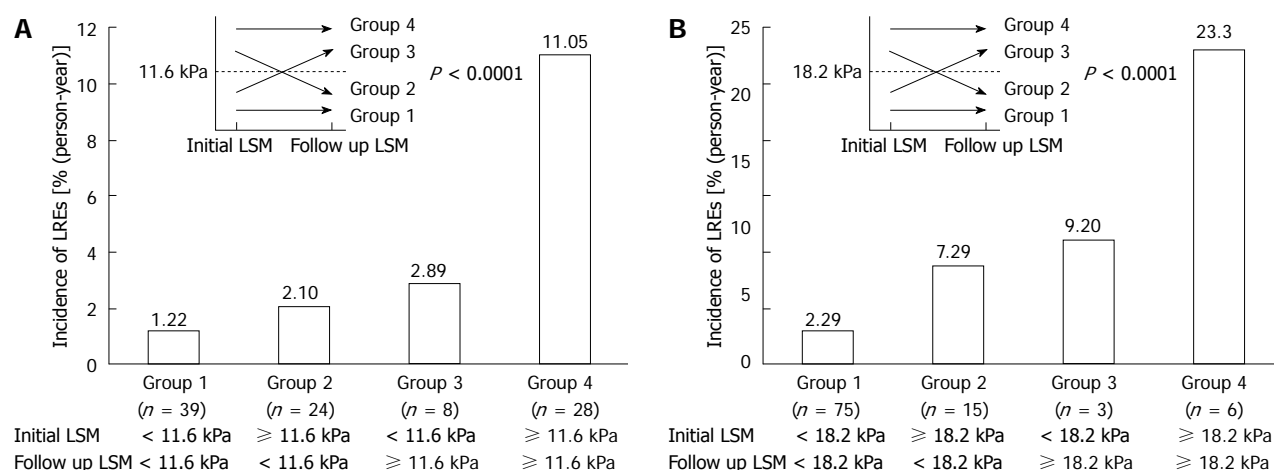 A
Incidence of LREs [% (person-year)]
12
10
8
6
4
2
0
11.6 kPa
Group 4
Group 3
Group 2
Group 1
Initial LSM Follow up LSM
P < 0.0001
1.22
2.10
2.89
11.05
Group 1 Group 2 Group 3 Group 4
(n = 39) (n = 24) (n = 8) (n = 28)
Initial LSM < 11.6 kPa ≥ 11.6 kPa < 11.6 kPa ≥ 11.6 kPa
Follow up LSM < 11.6 kPa < 11.6 kPa ≥ 11.6 kPa ≥ 11.6 kPa
B
Incidence of LREs [% (person-year)]
25
20
15
10
5
0
18.2 kPa
Group 4
Group 3
Group 2
Group 1
Initial LSM Follow up LSM
P < 0.0001
2.29
7.29
9.20
23.3
Group 1 Group 2 Group 3 Group 4
(n = 75) (n = 15) (n = 3) (n = 6)
Initial LSM < 18.2 kPa ≥ 18.2 kPa < 18.2 kPa ≥ 18.2 kPa
Follow up LSM < 18.2 kPa < 18.2 kPa ≥ 18.2 kPa ≥ 18.2 kPa